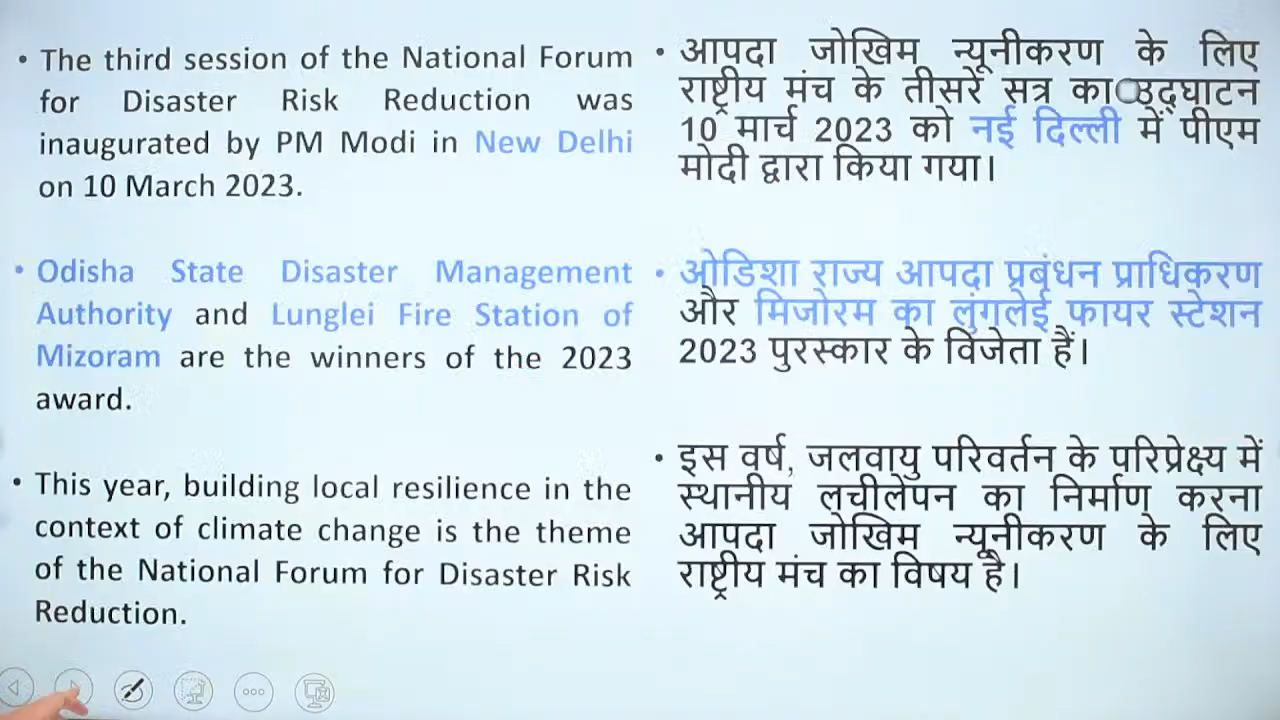 • The third session of the National Forum
for Disaster Risk Reduction was
inaugurated by PM Modi in New Delhi
on 10 March 2023.
• Odisha State Disaster Management
Authority and Lunglei Fire Station of
Mizoram are the winners of the 2023
award.
• This year, building local resilience in the
context of climate change is the theme
of the National Forum for Disaster Risk
Reduction.
• आपदा जोखिम न्यूनीकरण के लिए
राष्ट्रीय मंच के तीसरे सत्र का उद्घाटन
10 मार्च 2023 को नई दिल्ली में पीएम
मोदी द्वारा किया गया।
• ओडिशा राज्य आपदा प्रबंधन प्राधिकरण
और मिजोरम का लुंगलेई फायर स्टेशन
2023 पुरस्कार के विजेता हैं।
• इस वर्ष, जलवायु परिवर्तन के परिप्रेक्ष्य में
स्थानीय लचीलेपन का निर्माण करना
आपदा जोखिम न्यूनीकरण के लिए
राष्ट्रीय मंच का विषय है।